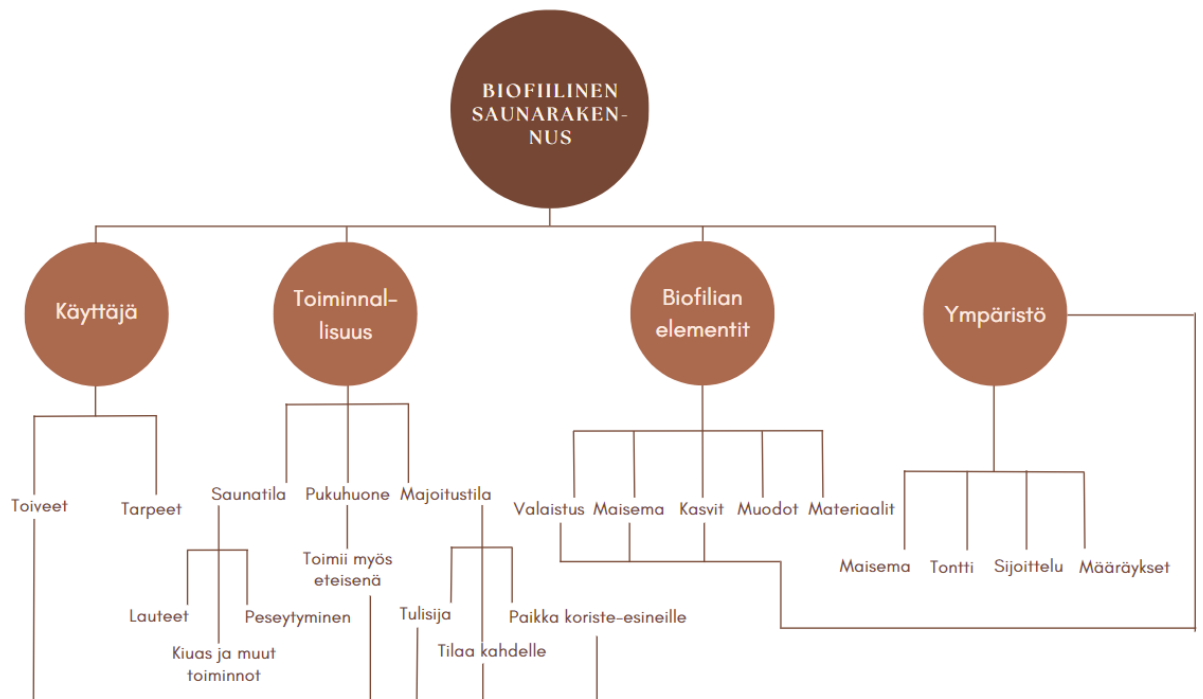 BIOFIILINEN
SAUNARAKEN-
NUS
Käyttäjä
Toiminnal-
lisuus
Biofilian
elementit
Ympäristö
Toiveet
Tarpeet
Saunatila
Pukuhuone
Majoitustila
Valaistus
Maisema
Kasvit
Muodot
Materiaalit
Maisema
Tontti
Sijoittelu
Määräykset
Toimii myös
eteisenä
Lauteet
Peseytyminen
Kiuas ja muut
toiminnot
Tulisija
Paikka koriste-esineille
Tilaa kahdelle